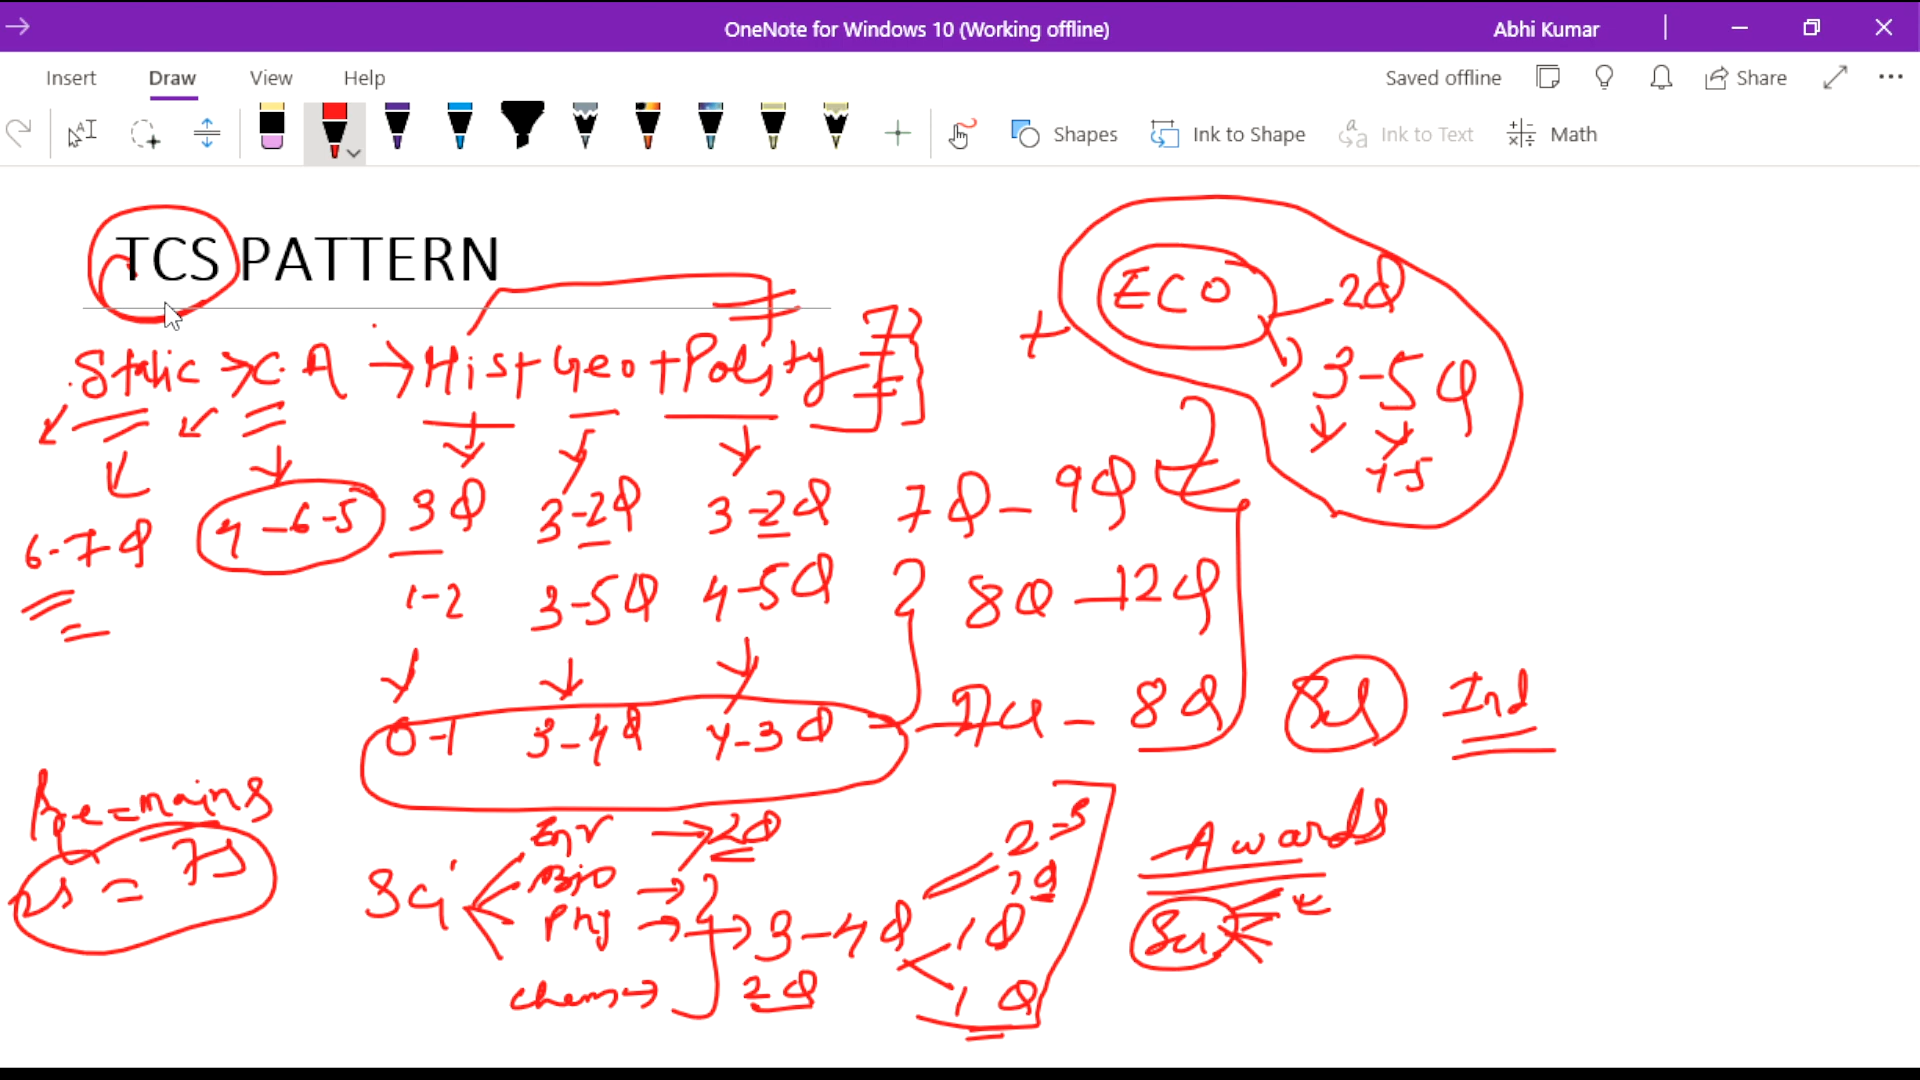 OneNote for Windows 10 (Working offline)
Abhi Kumar
Insert Draw View Help
Saved offline Share
Shapes Ink to Shape Ink to Text Math
TCS PATTERN
ECO 2Q
+ 3-5Q
4-5
Static > C.A → Hist + Geo + Polity
6-7Q 4-6-5 3Q 3-2Q 3-2Q 7Q - 9Q
1-2 3-5Q 4-5Q 8Q - 12Q
0-1 3-4Q 4-3Q 8Q Ind
Pre = mains
Sci Bio 2Q
Phy 3-4Q 1Q
Chem → 2Q 1Q
2-3
Awards